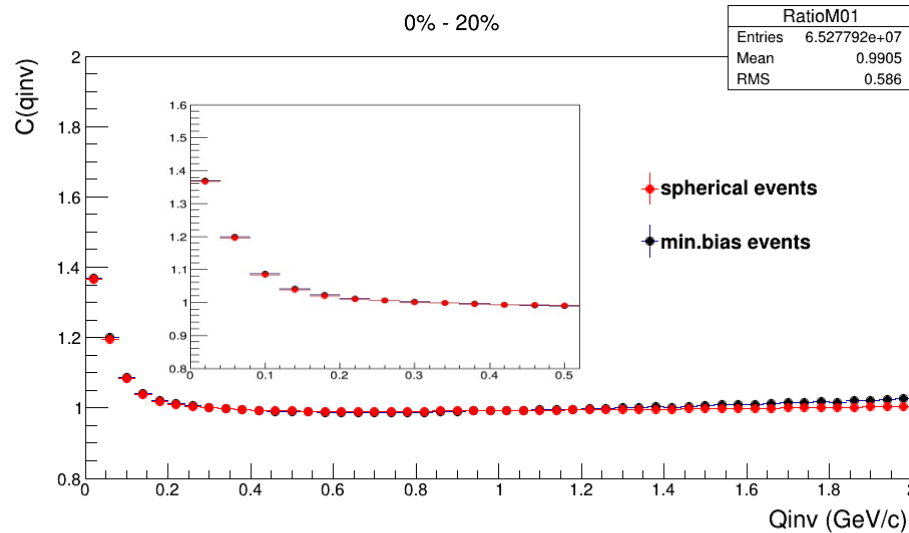 0% - 20%
RatioM01
Entries 6.527792e+07
Mean 0.9905
RMS 0.586
C(qinv)
2
1.8
1.6
1.4
1.2
1
0.8
1.6
1.5
1.4
1.3
1.2
1.1
1
0.9
0.8
0 0.1 0.2 0.3 0.4 0.5
spherical events
min.bias events
0 0.2 0.4 0.6 0.8 1 1.2 1.4 1.6 1.8 2
Qinv (GeV/c)